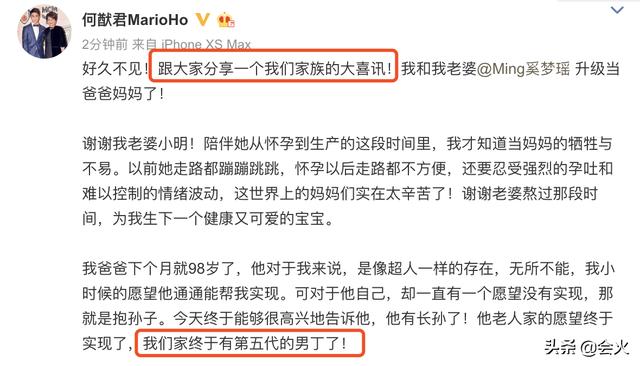 何猷君MarioHo
2分钟前 来自 iPhone XS Max
好久不见！跟大家分享一个我们家族的大喜讯！我和我老婆@Ming奚梦瑶 升级当
爸爸妈妈了！
谢谢我老婆小明！陪伴她从怀孕到生产的这段时间里，我才知道当妈妈的牺牲与
不易。以前她走路都蹦蹦跳跳，怀孕以后走路都不方便，还要忍受强烈的孕吐和
难以控制的情绪波动，这世界上的妈妈们实在太辛苦了！谢谢老婆熬过那段时
间，为我生下一个健康又可爱的宝宝。
我爸爸下个月就98岁了，他对于我来说，是像超人一样的存在，无所不能，我小
时候的愿望他通通能帮我实现。可对于他自己，却一直有一个愿望没有实现，那
就是抱孙子。今天终于能够很高兴地告诉他，他有长孙了！他老人家的愿望终于
实现了，我们家终于有第五代的男丁了！
头条 @会火